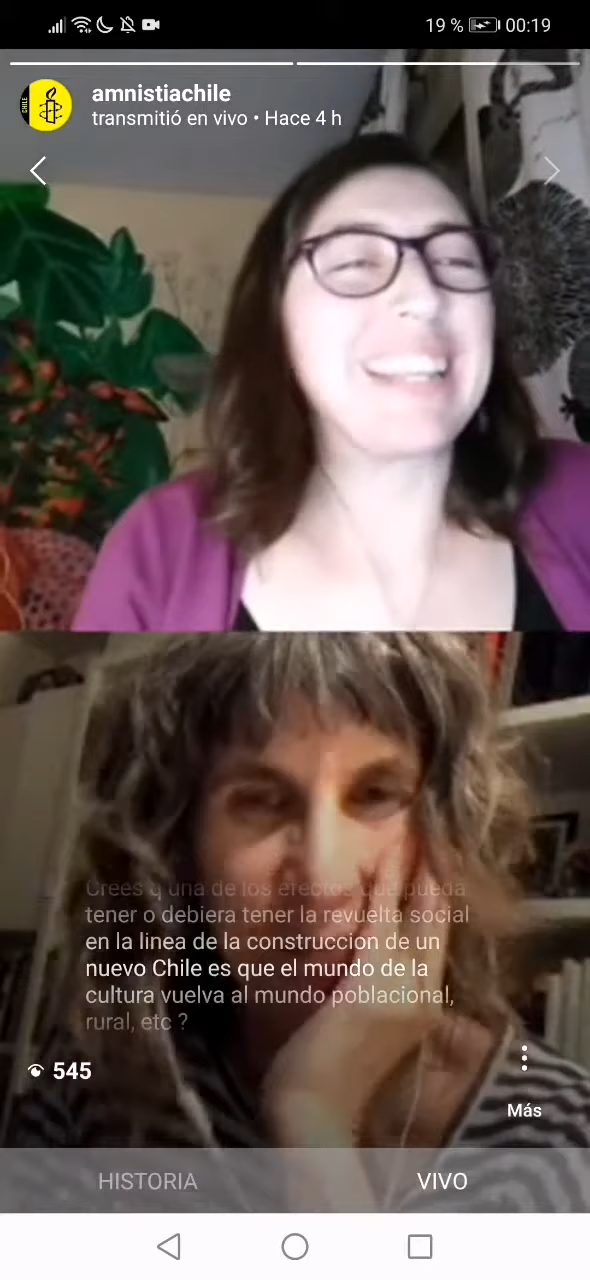 19 % 00:19
CHILE
amnistiachile
transmitió en vivo • Hace 4 h
Crees q una de los efectos que pueda
tener o debiera tener la revuelta social
en la linea de la construccion de un
nuevo Chile es que el mundo de la
cultura vuelva al mundo poblacional,
rural, etc ?
545
Más
HISTORIA
VIVO